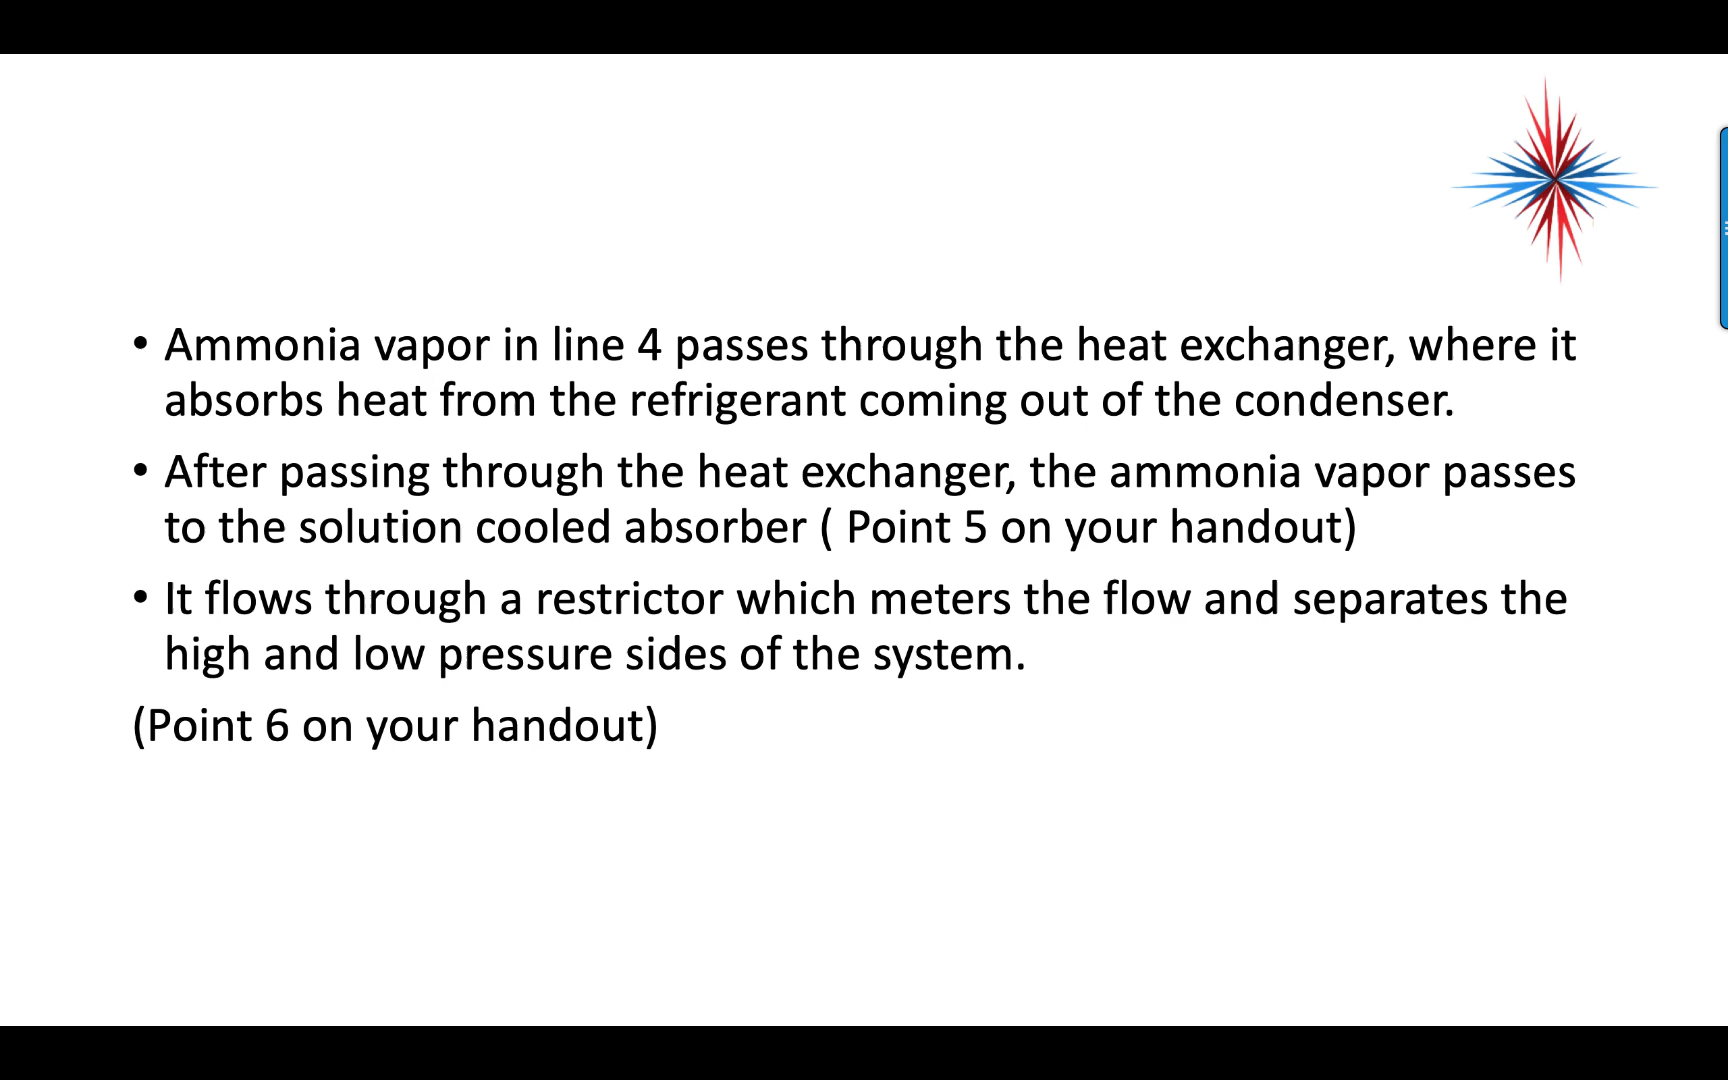 • Ammonia vapor in line 4 passes through the heat exchanger, where it
absorbs heat from the refrigerant coming out of the condenser.
• After passing through the heat exchanger, the ammonia vapor passes
to the solution cooled absorber ( Point 5 on your handout)
• It flows through a restrictor which meters the flow and separates the
high and low pressure sides of the system.
(Point 6 on your handout)